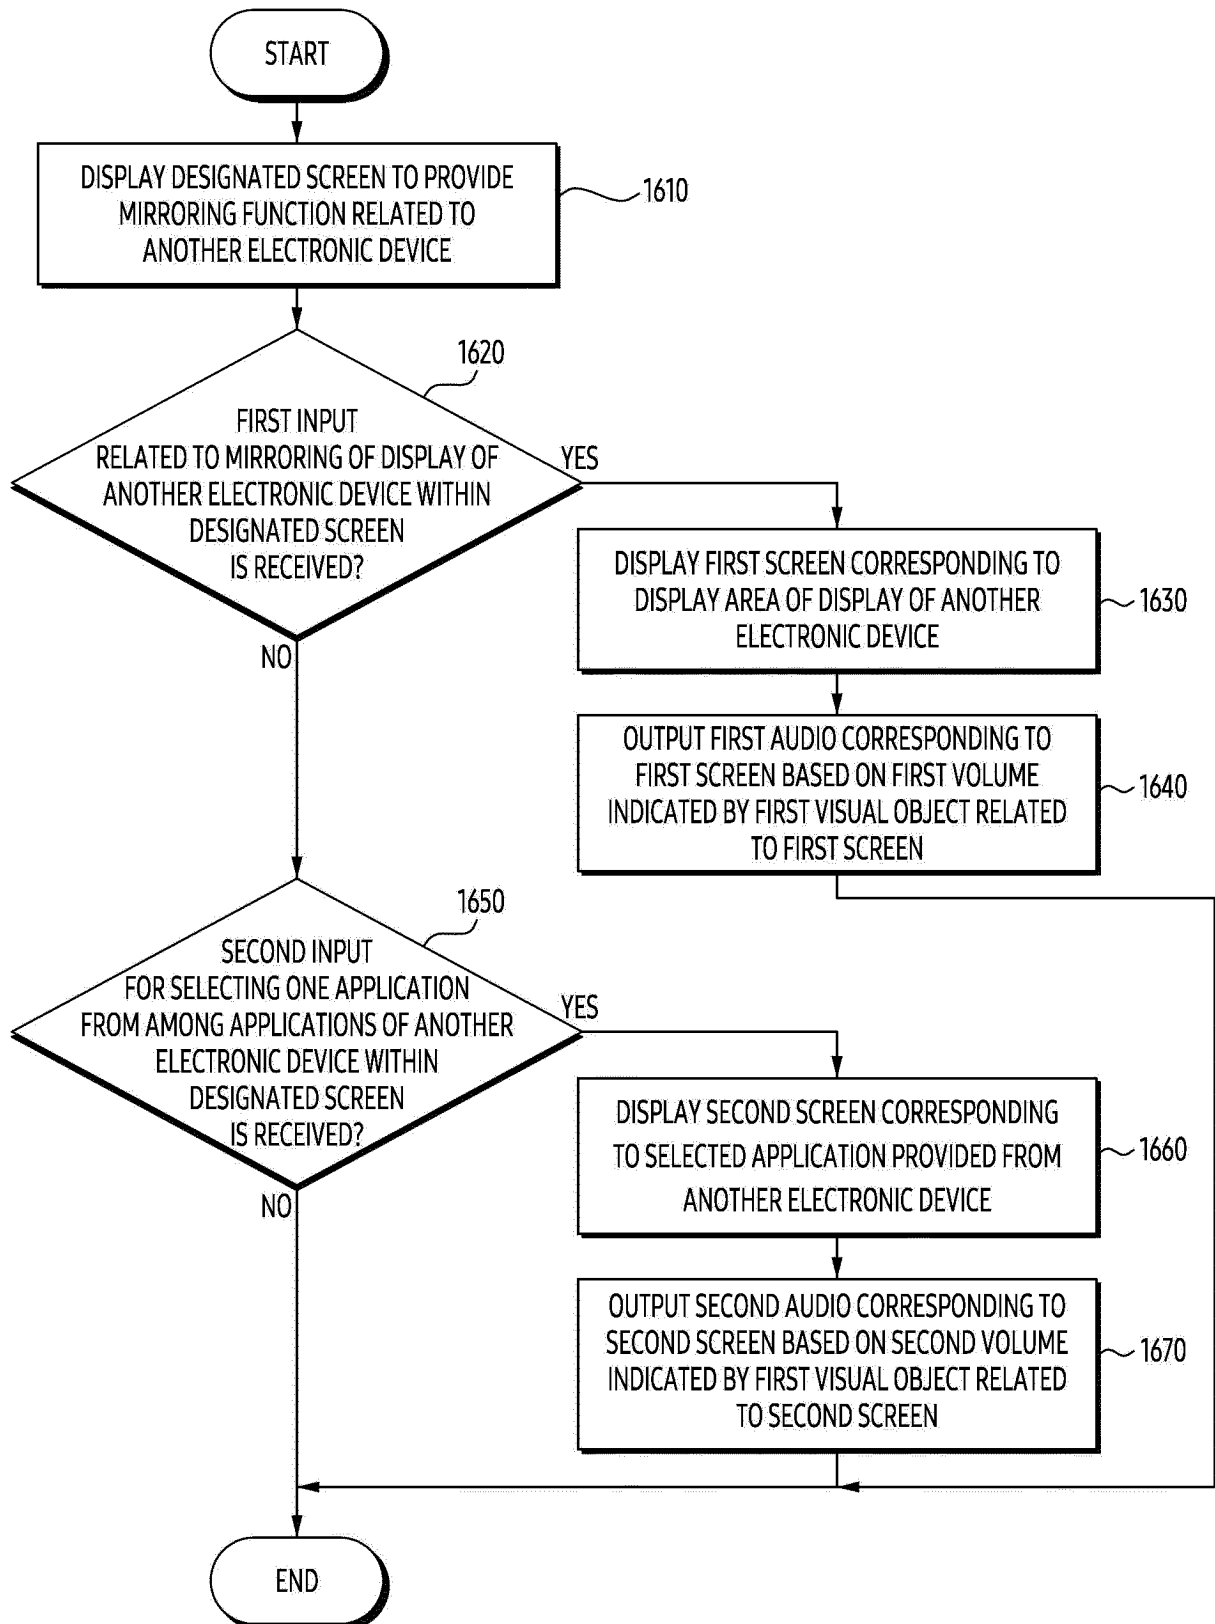 START
DISPLAY DESIGNATED SCREEN TO PROVIDE
MIRRORING FUNCTION RELATED TO
ANOTHER ELECTRONIC DEVICE
1610
1620
FIRST INPUT
RELATED TO MIRRORING OF DISPLAY OF
ANOTHER ELECTRONIC DEVICE WITHIN
DESIGNATED SCREEN
IS RECEIVED?
YES
NO
DISPLAY FIRST SCREEN CORRESPONDING TO
DISPLAY AREA OF DISPLAY OF ANOTHER
ELECTRONIC DEVICE
1630
OUTPUT FIRST AUDIO CORRESPONDING TO
FIRST SCREEN BASED ON FIRST VOLUME
INDICATED BY FIRST VISUAL OBJECT RELATED
TO FIRST SCREEN
1640
1650
SECOND INPUT
FOR SELECTING ONE APPLICATION
FROM AMONG APPLICATIONS OF ANOTHER
ELECTRONIC DEVICE WITHIN
DESIGNATED SCREEN
IS RECEIVED?
YES
NO
DISPLAY SECOND SCREEN CORRESPONDING
TO SELECTED APPLICATION PROVIDED FROM
ANOTHER ELECTRONIC DEVICE
1660
OUTPUT SECOND AUDIO CORRESPONDING TO
SECOND SCREEN BASED ON SECOND VOLUME
INDICATED BY FIRST VISUAL OBJECT RELATED
TO SECOND SCREEN
1670
END